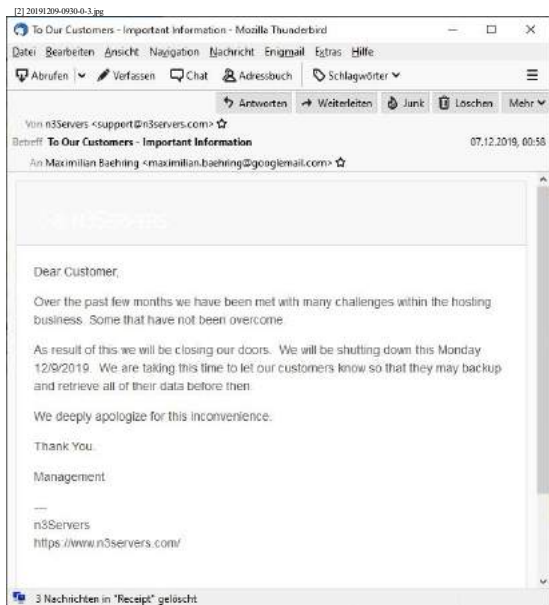 [2] 20191209-0930-0-3.jpg
To Our Customers - Important Information - Mozilla Thunderbird
Datei Bearbeiten Ansicht Navigation Nachricht Enigmail Extras Hilfe
Abrufen Verfassen Chat Adressbuch Schlagwörter
Antworten Weiterleiten Junk Löschen Mehr
Von n3Servers <support@n3servers.com>
Betreff To Our Customers - Important Information 07.12.2019, 00:58
An Maximilian Baehring <maximilian.baehring@googlemail.com>
N3Servers
Dear Customer,
Over the past few months we have been met with many challenges within the hosting
business. Some that have not been overcome.
As result of this we will be closing our doors. We will be shutting down this Monday
12/9/2019. We are taking this time to let our customers know so that they may backup
and retrieve all of their data before then.
We deeply apologize for this inconvenience.
Thank You.
Management
---
n3Servers
https://www.n3servers.com/
3 Nachrichten in "Receipt" gelöscht